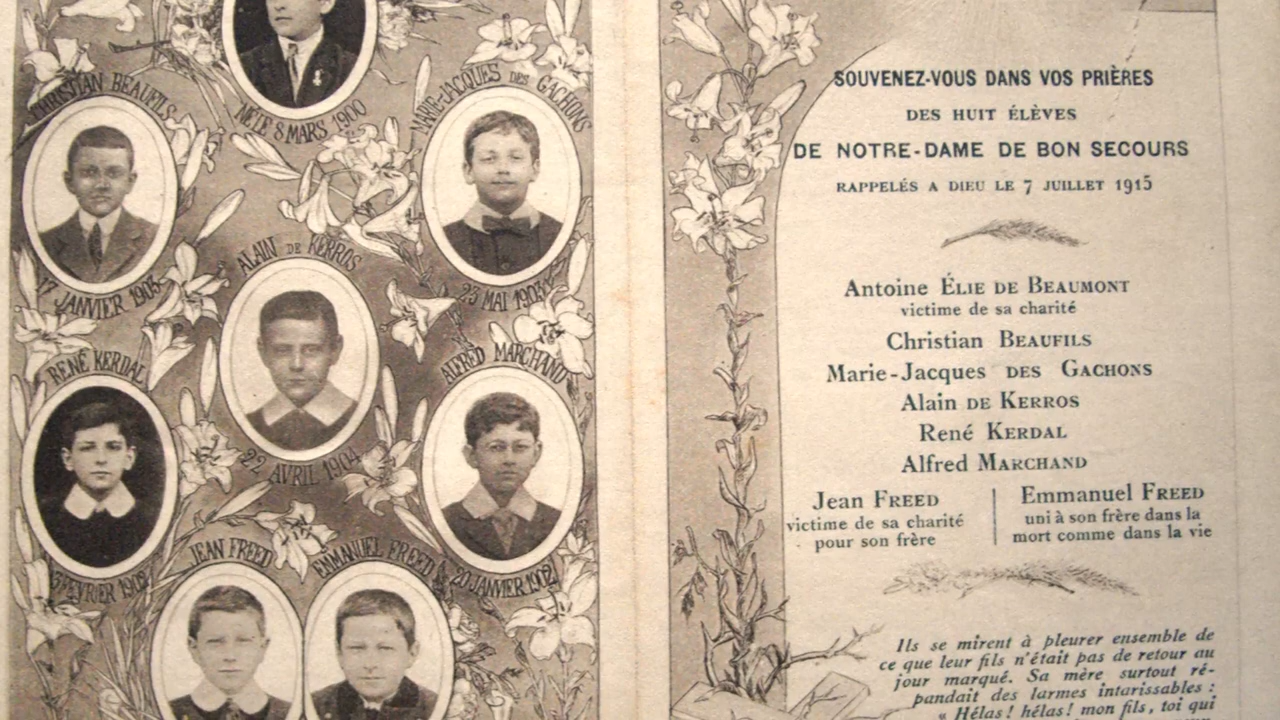 CHRISTIAN BEAUFILS
17 JANVIER 1903
NÉ LE 8 MARS 1900
MARIE-JACQUES DES GACHONS
23 MAI 1903
ALAIN DE KERROS
22 AVRIL 1904
RENÉ KERDAL
FÉVRIER
ALFRED MARCHAND
20 JANVIER 1902
JEAN FREED
EMMANUEL FREED
SOUVENEZ-VOUS DANS VOS PRIÈRES
DES HUIT ÉLÈVES
DE NOTRE-DAME DE BON SECOURS
RAPPELÉS A DIEU LE 7 JUILLET 1915
Antoine ÉLIE DE BEAUMONT
victime de sa charité
Christian BEAUFILS
Marie-Jacques DES GACHONS
Alain DE KERROS
René KERDAL
Alfred MARCHAND
Jean FREED
victime de sa charité
pour son frère
Emmanuel FREED
uni à son frère dans la
mort comme dans la vie
Ils se mirent à pleurer ensemble de
ce que leur fils n'était pas de retour au
jour marqué. Sa mère surtout ré-
pandait des larmes intarissables :
« Hélas ! hélas ! mon fils, toi qui